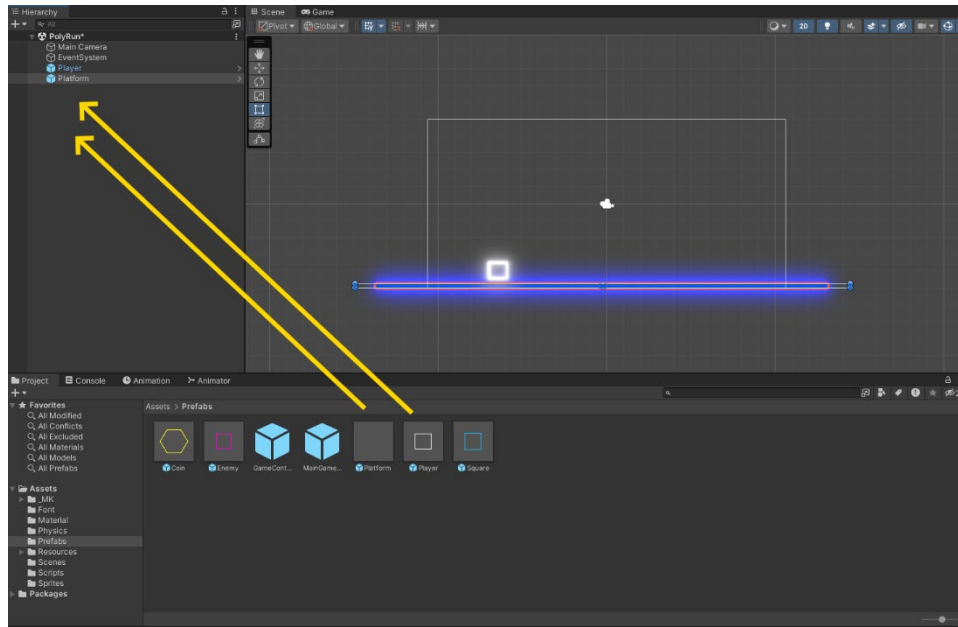 Hierarchy
All
PolyRun*
Main Camera
EventSystem
Player
Platform
Scene
Game
Pivot
Global
2D
Project
Console
Animation
Animator
Favorites
All Modified
All Conflicts
All Excluded
All Materials
All Models
All Prefabs
Assets
_MK
Font
Material
Physics
Prefabs
Resources
Scenes
Scripts
Sprites
Packages
Assets > Prefabs
Coin
Enemy
GameCont...
MainGame...
Platform
Player
Square